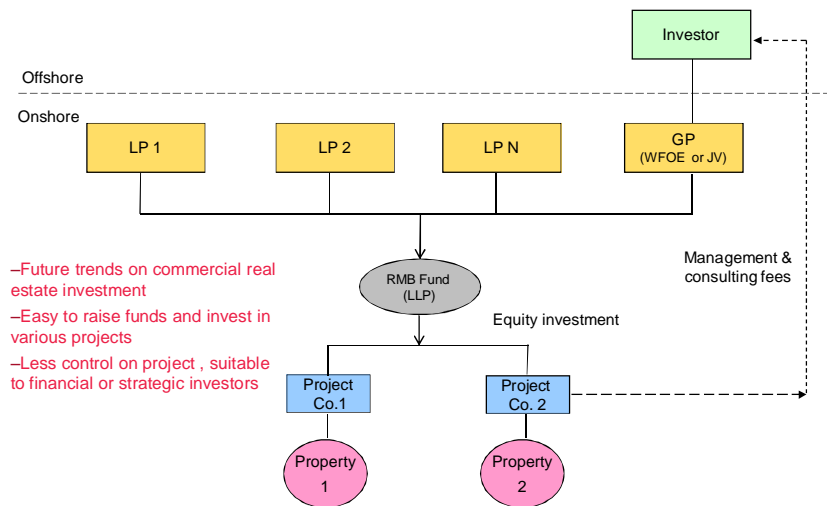 Investor
Offshore
Onshore
LP 1
LP 2
LP N
GP
(WFOE or JV)
Management &
consulting fees
RMB Fund
(LLP)
–Future trends on commercial real
estate investment
–Easy to raise funds and invest in
various projects
–Less control on project , suitable
to financial or strategic investors
Equity investment
Project
Co.1
Project
Co. 2
Property
1
Property
2